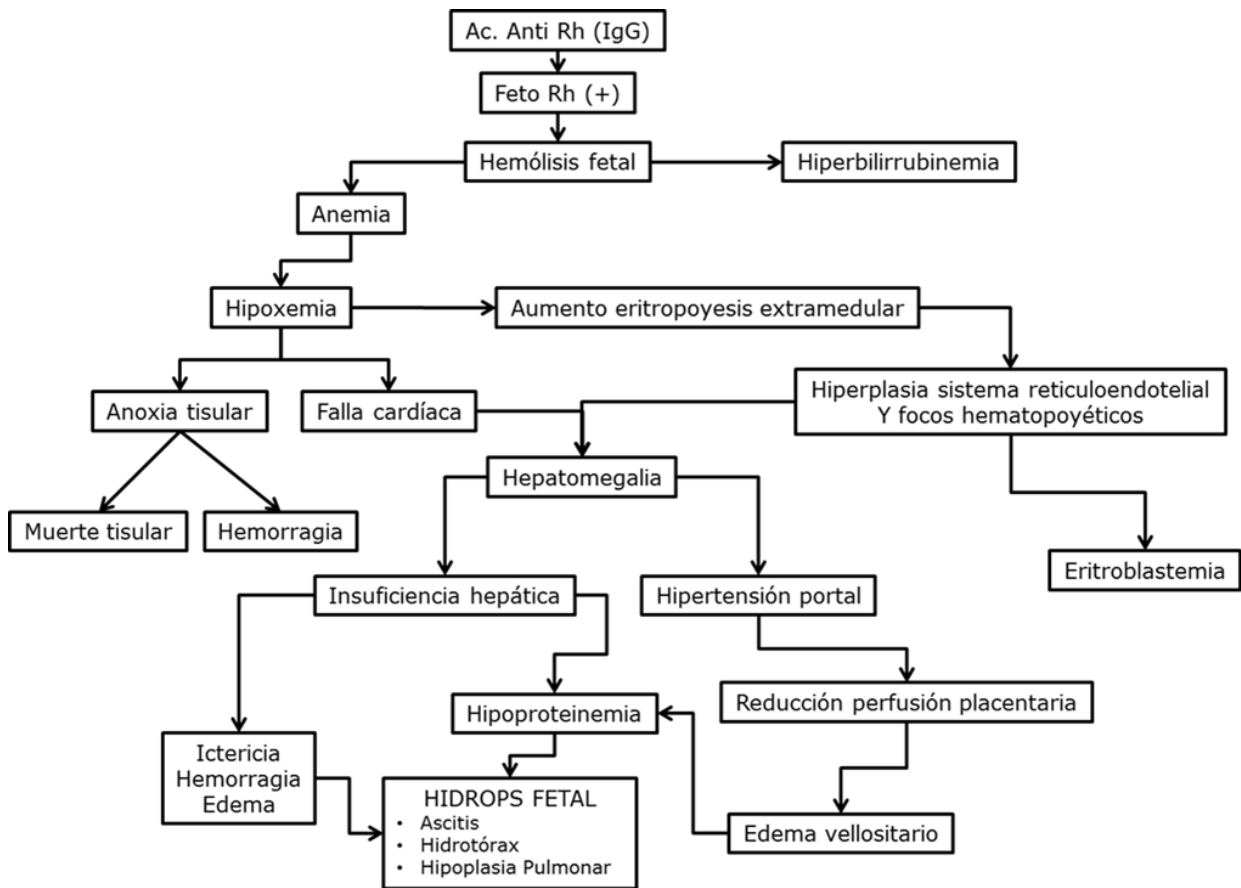 Ac. Anti Rh (IgG)
Feto Rh (+)
Hemólisis fetal
Hiperbilirrubinemia
Anemia
Hipoxemia
Aumento eritropoyesis extramedular
Anoxia tisular
Falla cardíaca
Hiperplasia sistema reticuloendotelial
Y focos hematopoyéticos
Hepatomegalia
Muerte tisular
Hemorragia
Eritroblastemia
Insuficiencia hepática
Hipertensión portal
Hipoproteinemia
Reducción perfusión placentaria
Ictericia
Hemorragia
Edema
HIDROPS FETAL
• Ascitis
• Hidrotórax
• Hipoplasia Pulmonar
Edema vellositario